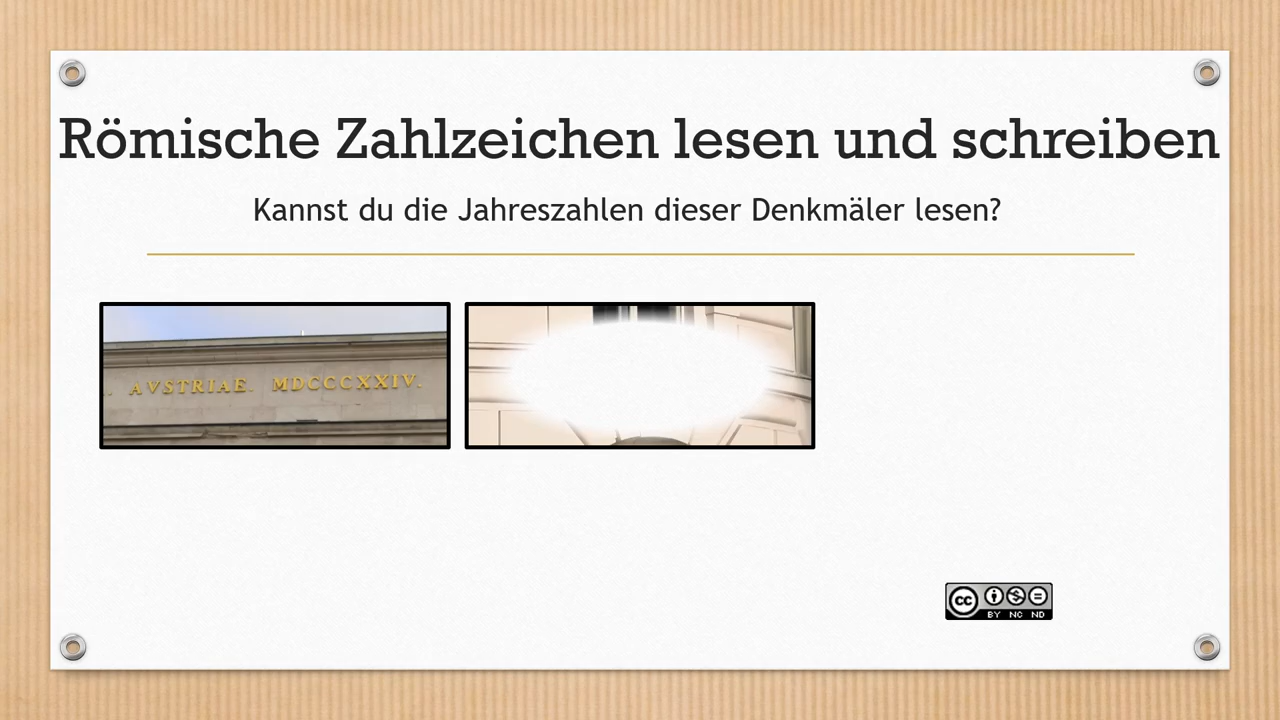 Römische Zahlzeichen lesen und schreiben
Kannst du die Jahreszahlen dieser Denkmäler lesen?
AVSTRIAE. MDCCCXXIV.
cc
BY NC ND